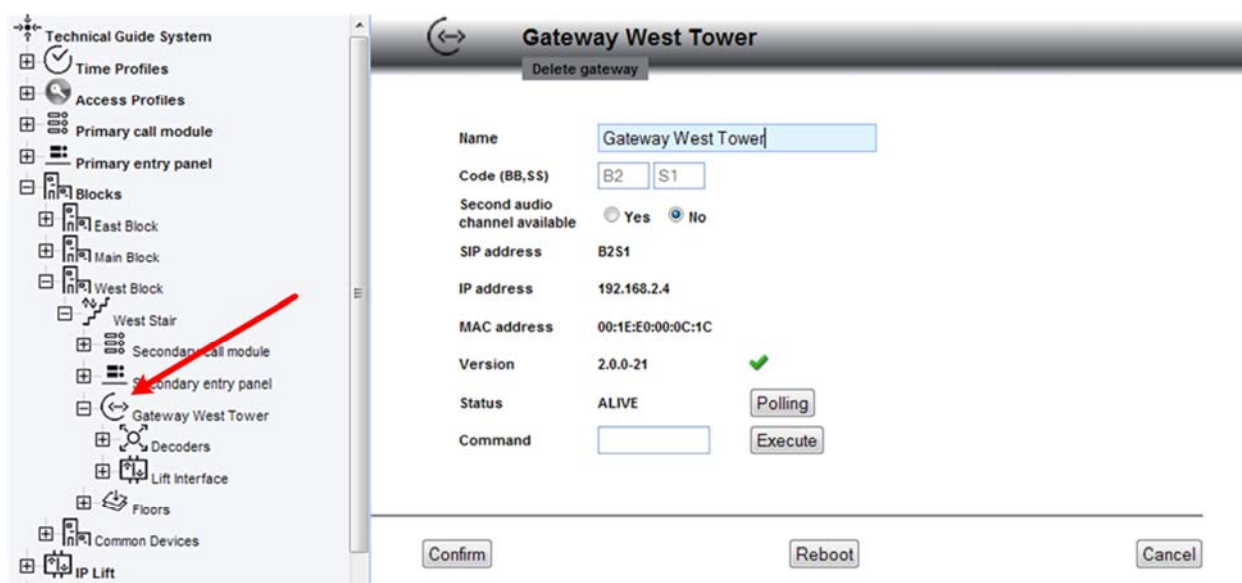 Technical Guide System
Time Profiles
Access Profiles
Primary call module
Primary entry panel
Blocks
East Block
Main Block
West Block
West Stair
Secondary call module
Secondary entry panel
Gateway West Tower
Decoders
Lift Interface
Floors
Common Devices
IP Lift
Gateway West Tower
Delete gateway
Name Gateway West Tower
Code (BB,SS) B2 S1
Second audio
channel available Yes No
SIP address B2S1
IP address 192.168.2.4
MAC address 00:1E:E0:00:0C:1C
Version 2.0.0-21
Status ALIVE Polling
Command Execute
Confirm Reboot Cancel